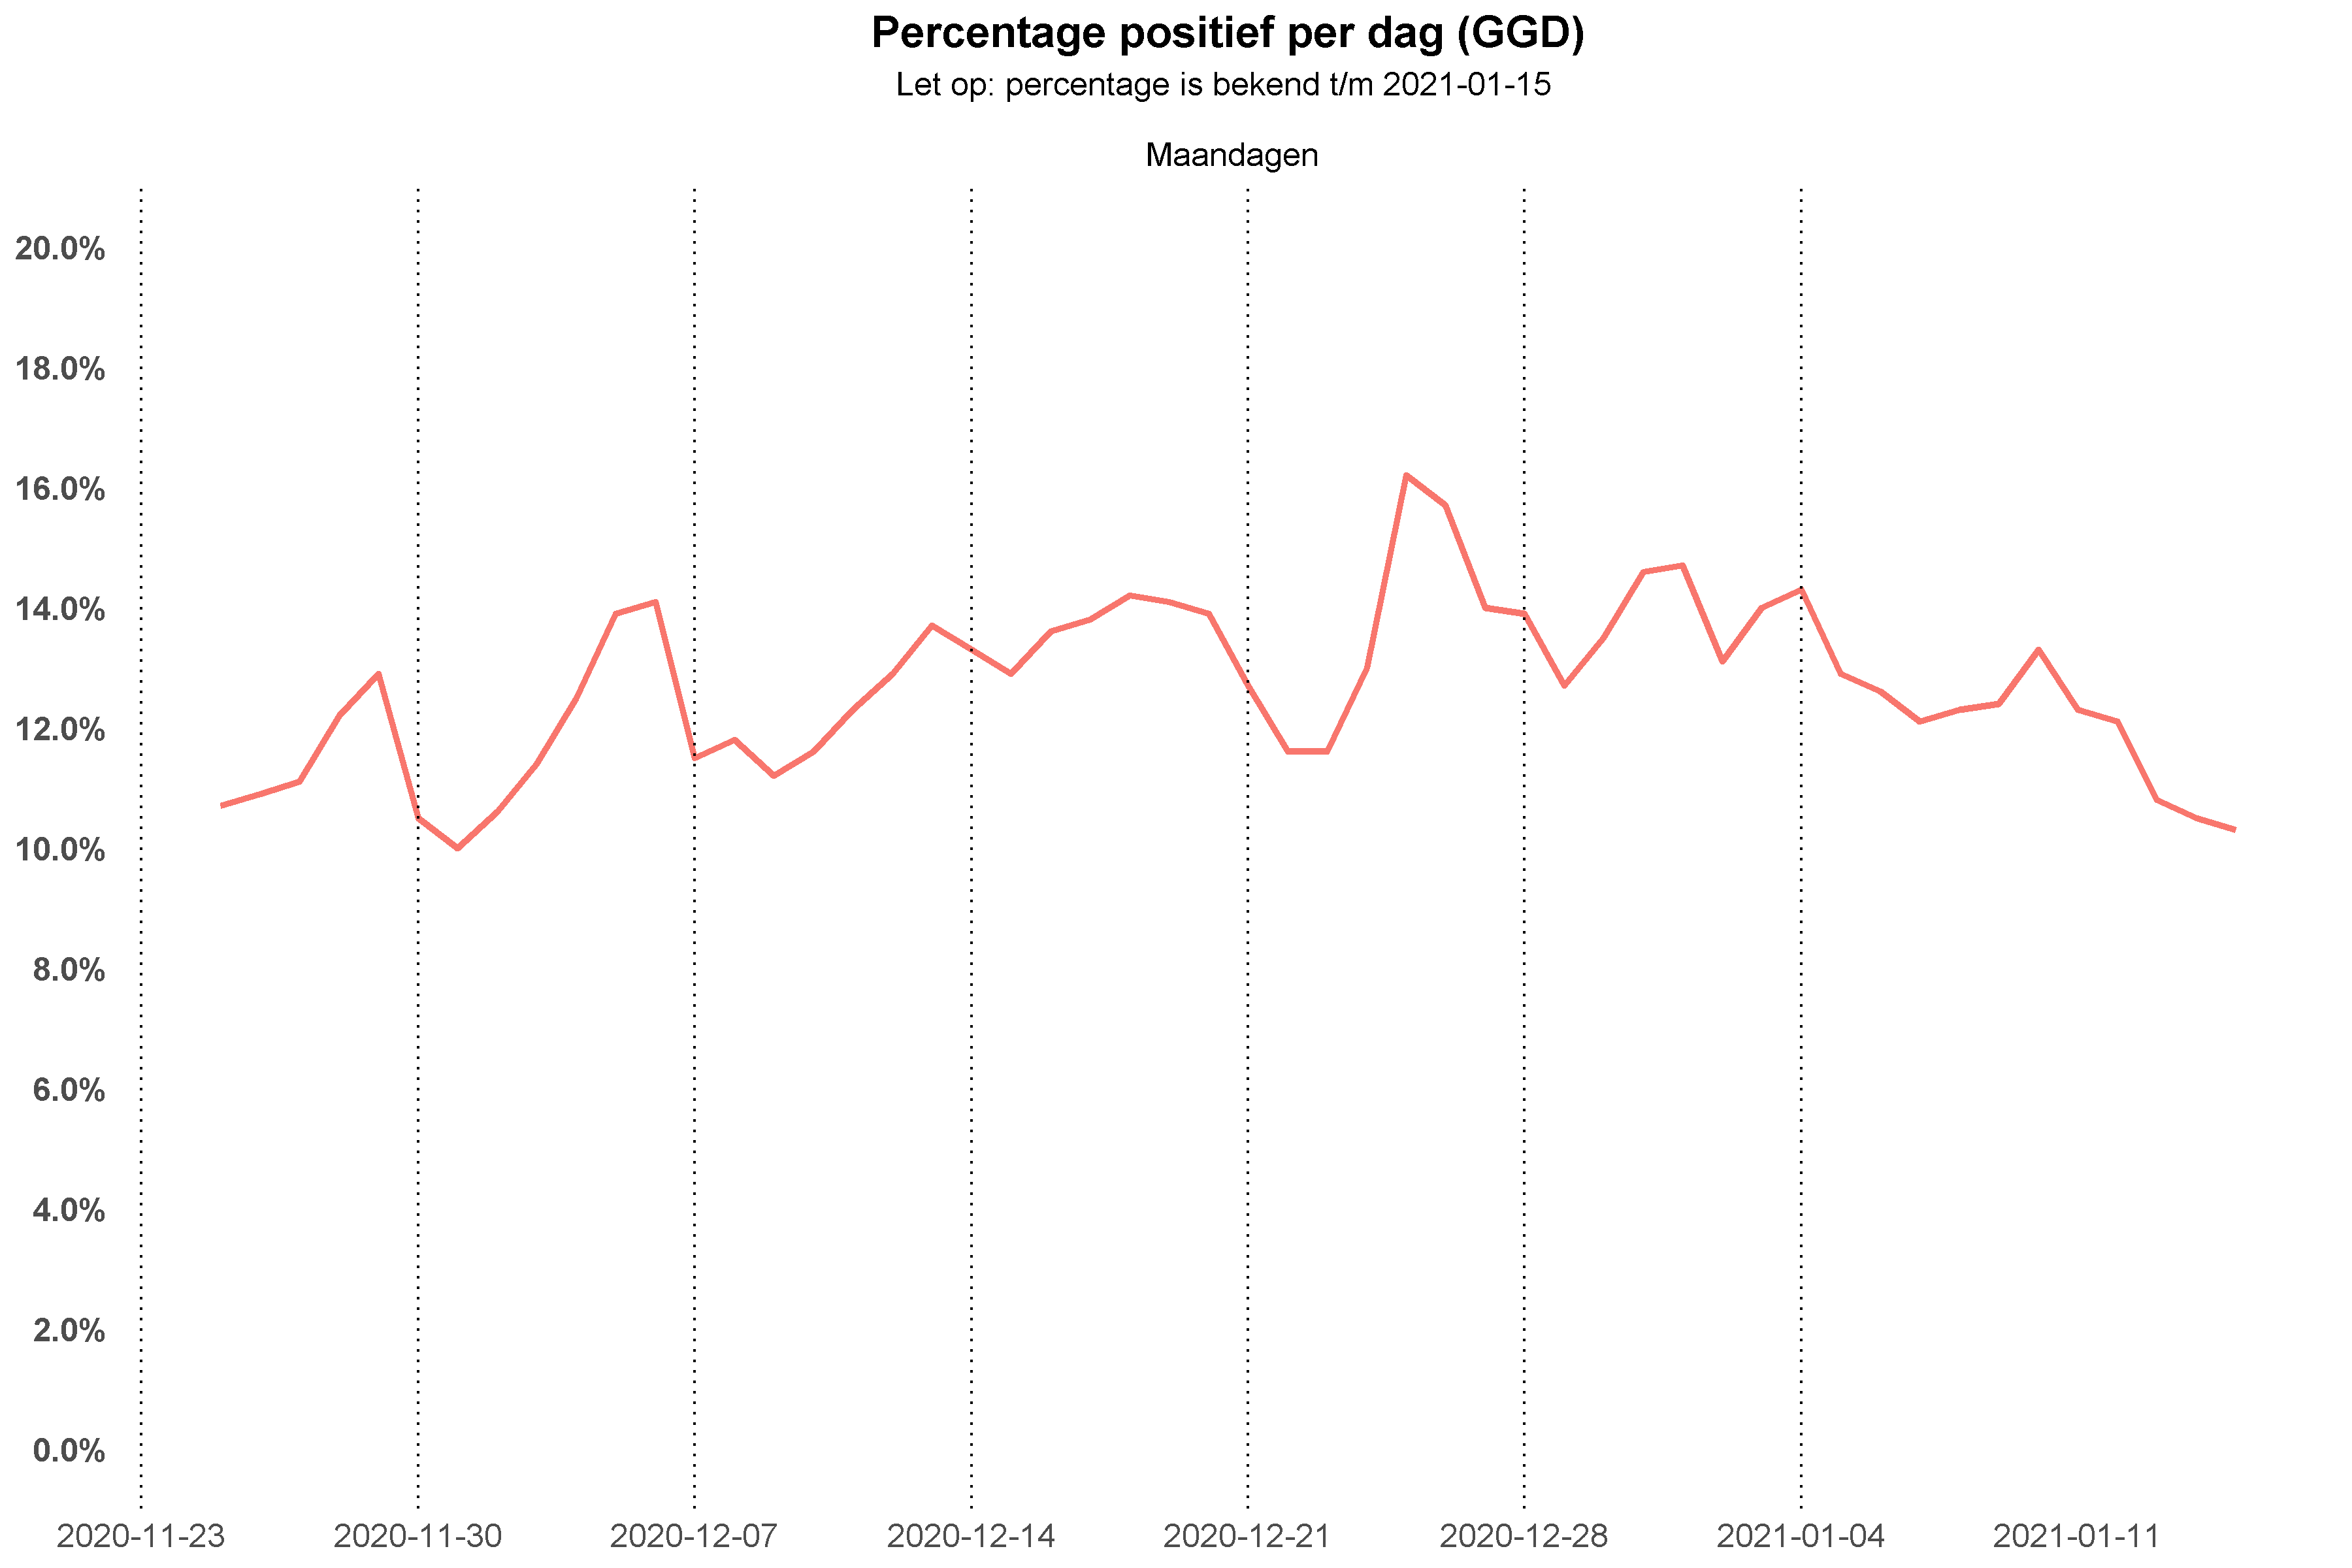 Percentage positief per dag (GGD)
Let op: percentage is bekend t/m 2021-01-15
Maandagen
20.0%
18.0%
16.0%
14.0%
12.0%
10.0%
8.0%
6.0%
4.0%
2.0%
0.0%
2020-11-23 2020-11-30 2020-12-07 2020-12-14 2020-12-21 2020-12-28 2021-01-04 2021-01-11